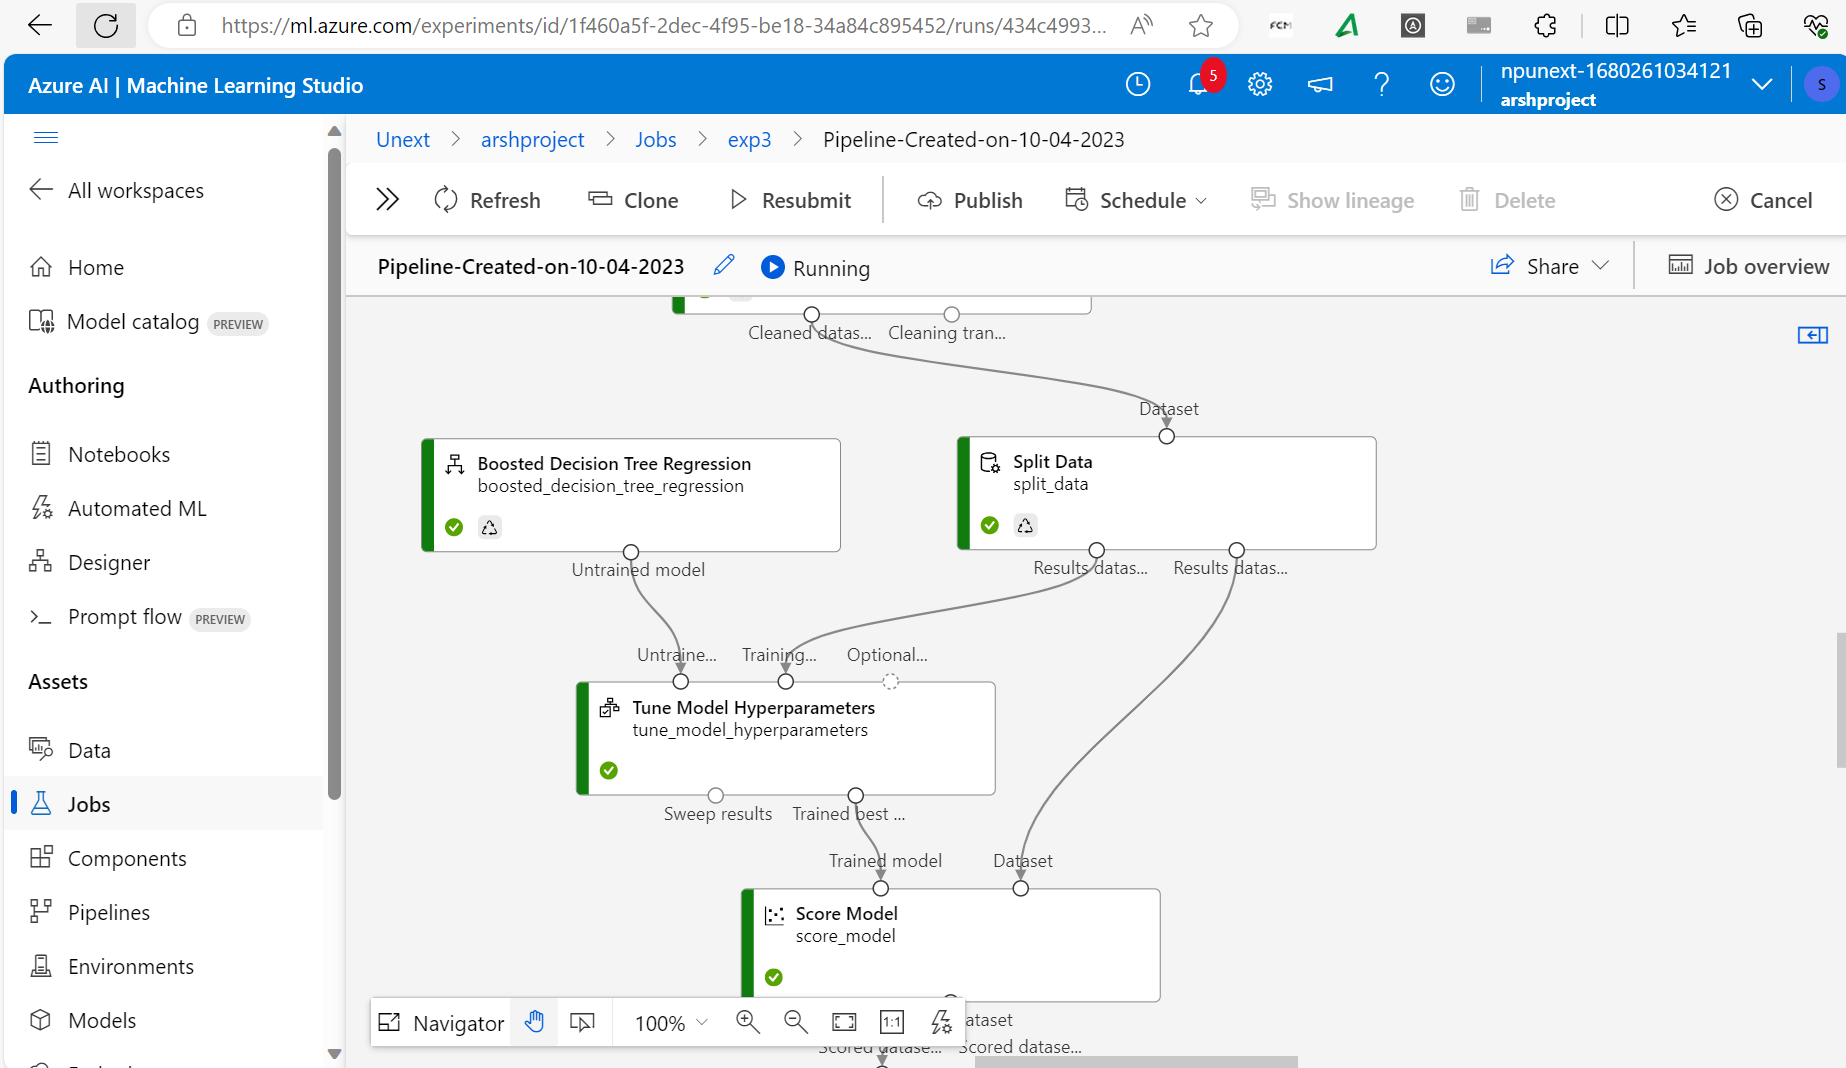 https://ml.azure.com/experiments/id/1f460a5f-2dec-4f95-be18-34a84c895452/runs/434c4993...
FCM
Azure AI | Machine Learning Studio
5
npunext-1680261034121
arshproject
S
Unext > arshproject > Jobs > exp3 > Pipeline-Created-on-10-04-2023
All workspaces
Refresh Clone Resubmit Publish Schedule Show lineage Delete Cancel
Home
Pipeline-Created-on-10-04-2023 Running Share Job overview
Model catalog PREVIEW
Cleaned datas... Cleaning tran...
Authoring
Dataset
Notebooks
Boosted Decision Tree Regression
boosted_decision_tree_regression
Split Data
split_data
Automated ML
Designer
Untrained model
Results datas... Results datas...
Prompt flow PREVIEW
Untraine... Training... Optional...
Assets
Tune Model Hyperparameters
tune_model_hyperparameters
Data
Jobs
Sweep results Trained best ...
Components
Trained model Dataset
Pipelines
Score Model
score_model
Environments
Models
Navigator 100% 1:1
ataset
Scored datase... Scored datase...